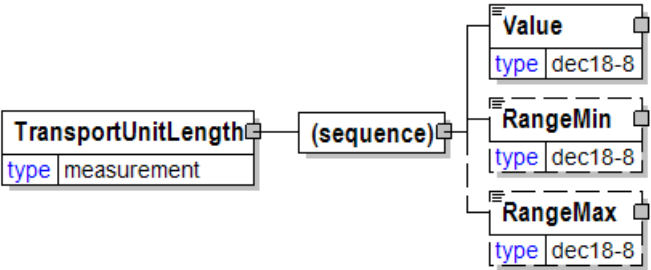 Value
type dec18-8
RangeMin
type dec18-8
TransportUnitLength
type measurement
(sequence)
RangeMax
type dec18-8